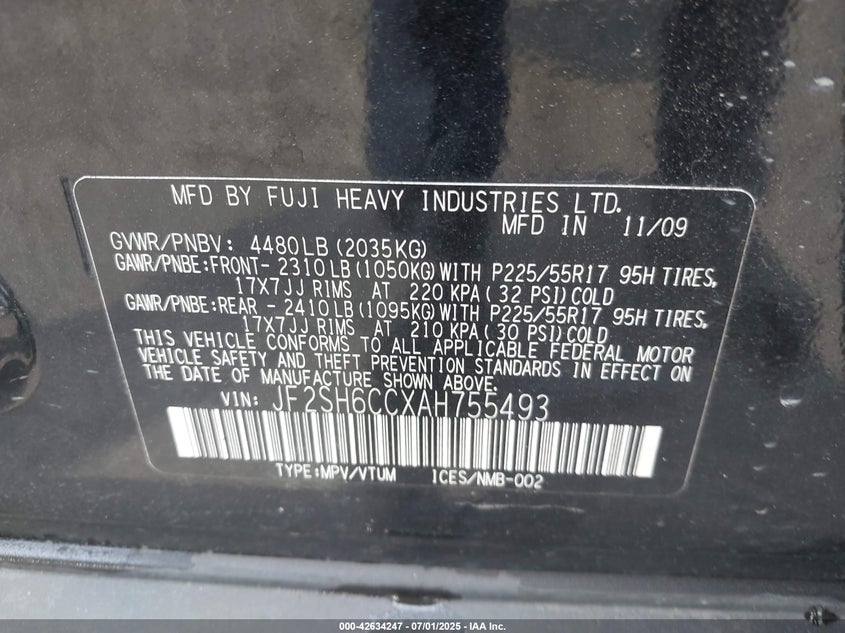 MFD BY FUJI HEAVY INDUSTRIES LTD.
MFD IN 11/09
GVWR/PNBV: 4480LB (2035KG)
GAWR/PNBE:FRONT- 2310LB (1050KG) WITH P225/55R17 95H TIRES,
17X7JJ RIMS AT 220 KPA (32 PSI) COLD
GAWR/PNBE:REAR - 2410LB (1095KG) WITH P225/55R17 95H TIRES,
17X7JJ RIMS AT 210 KPA (30 PSI) COLD
THIS VEHICLE CONFORMS TO ALL APPLICABLE FEDERAL MOTOR
VEHICLE SAFETY AND THEFT PREVENTION STANDARDS IN EFFECT ON
THE DATE OF MANUFACTURE SHOWN ABOVE.
VIN: JF2SH6CCXAH755493
TYPE:MPV/VTUM ICES/NMB-002
000-42634247 - 07/01/2025 - IAA Inc.